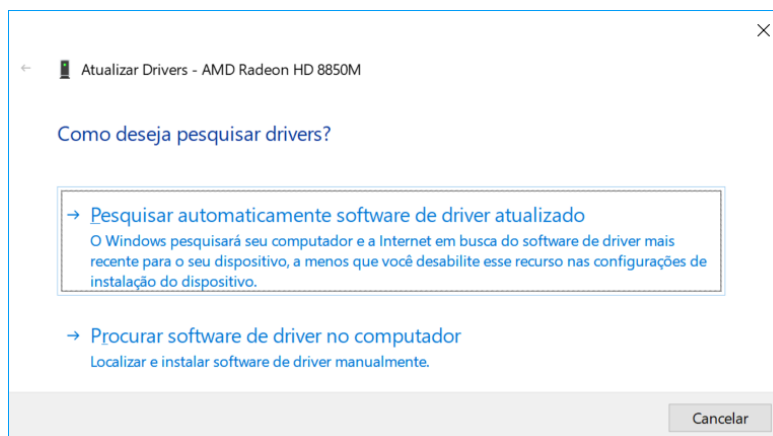 Atualizar Drivers - AMD Radeon HD 8850M
Como deseja pesquisar drivers?
Pesquisar automaticamente software de driver atualizado
O Windows pesquisará seu computador e a Internet em busca do software de driver mais
recente para o seu dispositivo, a menos que você desabilite esse recurso nas configurações de
instalação do dispositivo.
Procurar software de driver no computador
Localizar e instalar software de driver manualmente.
Cancelar